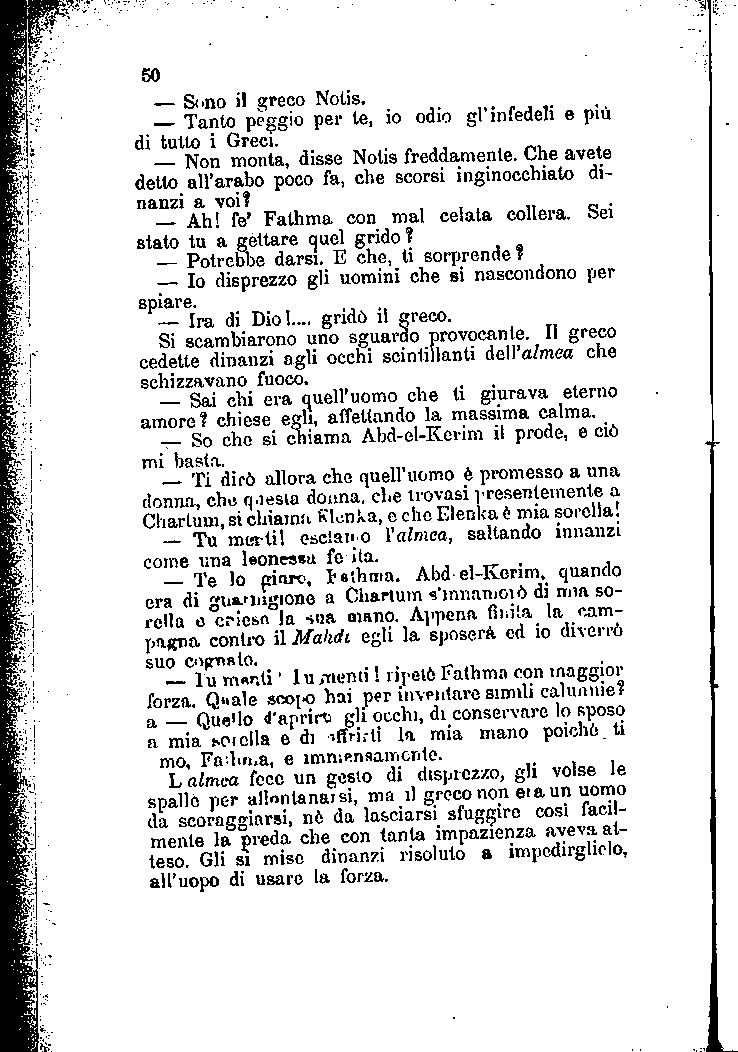 50
— Sono il greco Notis.
— Tanto peggio per te, io odio gl'infedeli e più
di tutto i Greci.
— Non monta, disse Notis freddamente. Che avete
detto all'arabo poco fa, che scorsi inginocchiato di-
nanzi a voi?
— Ah! fe' Fathma con mal celata collera. Sei
stato tu a gettare quel grido?
— Potrebbe darsi. E che, ti sorprende?
— Io disprezzo gli uomini che si nascondono per
spiare.
— Ira di Dio!.... gridò il greco.
Si scambiarono uno sguardo provocante. Il greco
cedette dinanzi agli occhi scintillanti dell'almea che
schizzavano fuoco.
— Sai chi era quell'uomo che ti giurava eterno
amore? chiese egli, affettando la massima calma.
— So che si chiama Abd-el-Kerim il prode, e ciò
mi basta.
— Ti dirò allora che quell'uomo è promesso a una
donna, che questa donna, che trovasi presentemente a
Chartum, si chiama Elenka, e che Elenka è mia sorella!
— Tu menti! esclamò l'almea, saltando innanzi
come una leonessa ferita.
— Te lo giuro, Fathma. Abd-el-Kerim, quando
era di guarnigione a Chartum s'innamorò di mia so-
rella e chiese la sua mano. Appena finita la cam-
pagna contro il Mahdi egli la sposerà ed io diverrò
suo cognato.
— Tu menti! Tu menti! ripetè Fathma con maggior
forza. Quale scopo hai per inventare simili calunnie?
a — Quello d'aprirti gli occhi, di conservare lo sposo
a mia sorella e di offrirti la mia mano poichè ti
mo, Fathma, e immensamente.
L'almea fece un gesto di disprezzo, gli volse le
spalle per allontanarsi, ma il greco non era un uomo
da scoraggiarsi, nè da lasciarsi sfuggire così facil-
mente la preda che con tanta impazienza aveva at-
teso. Gli si mise dinanzi risoluto a impedirglielo,
all'uopo di usare la forza.